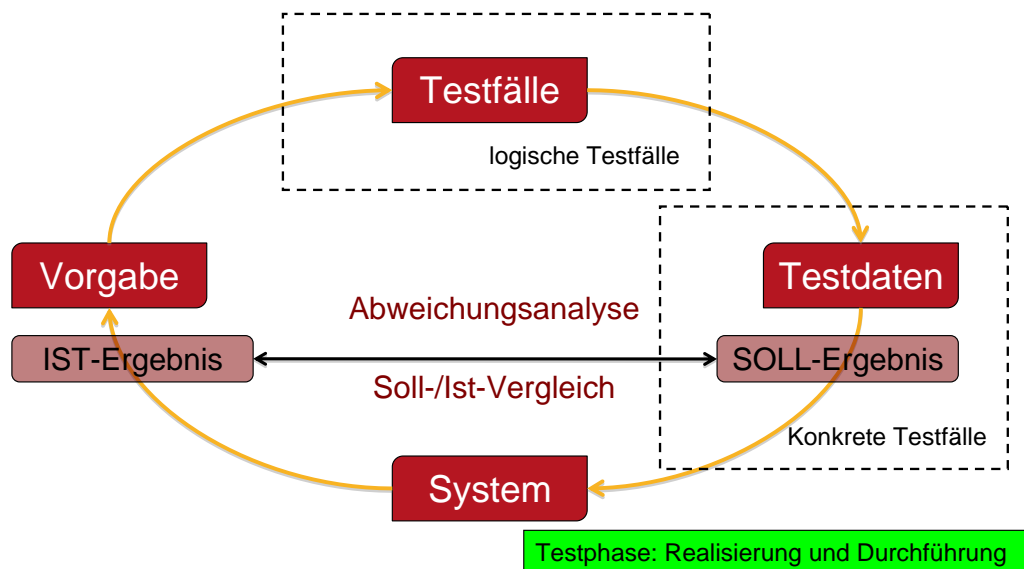 Testfälle
logische Testfälle
Vorgabe
Testdaten
Abweichungsanalyse
IST-Ergebnis
SOLL-Ergebnis
Soll-/Ist-Vergleich
Konkrete Testfälle
System
Testphase: Realisierung und Durchführung